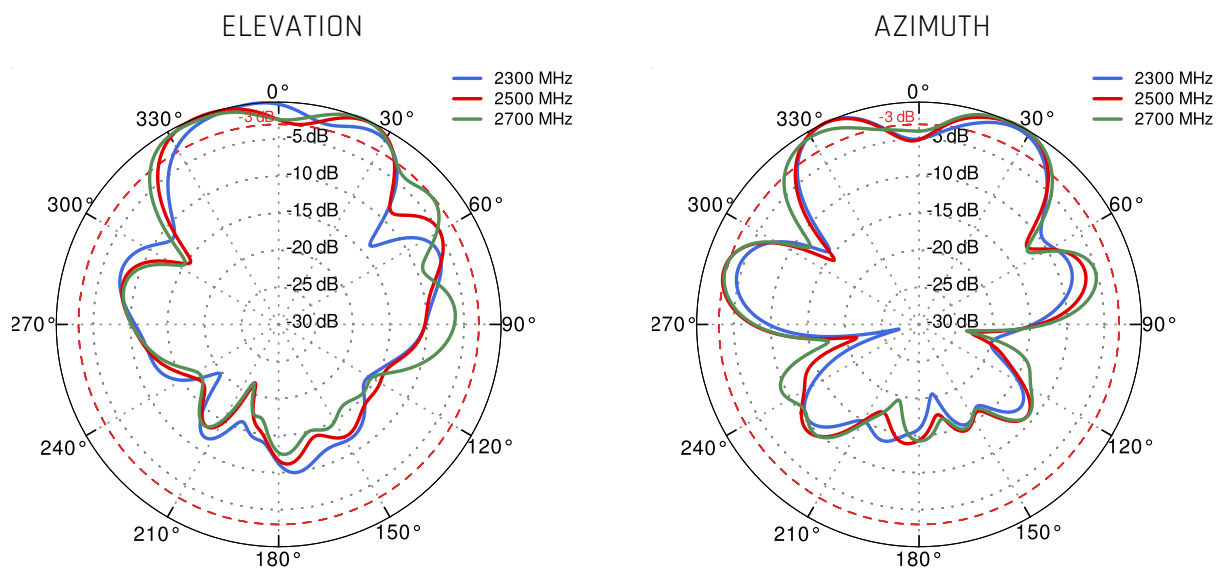 ELEVATION
2300 MHz
2500 MHz
2700 MHz
0°
30°
60°
90°
120°
150°
180°
210°
240°
270°
300°
330°
-3 dB
-5 dB
-10 dB
-15 dB
-20 dB
-25 dB
-30 dB
AZIMUTH
2300 MHz
2500 MHz
2700 MHz
0°
30°
60°
90°
120°
150°
180°
210°
240°
270°
300°
330°
-3 dB
-5 dB
-10 dB
-15 dB
-20 dB
-25 dB
-30 dB